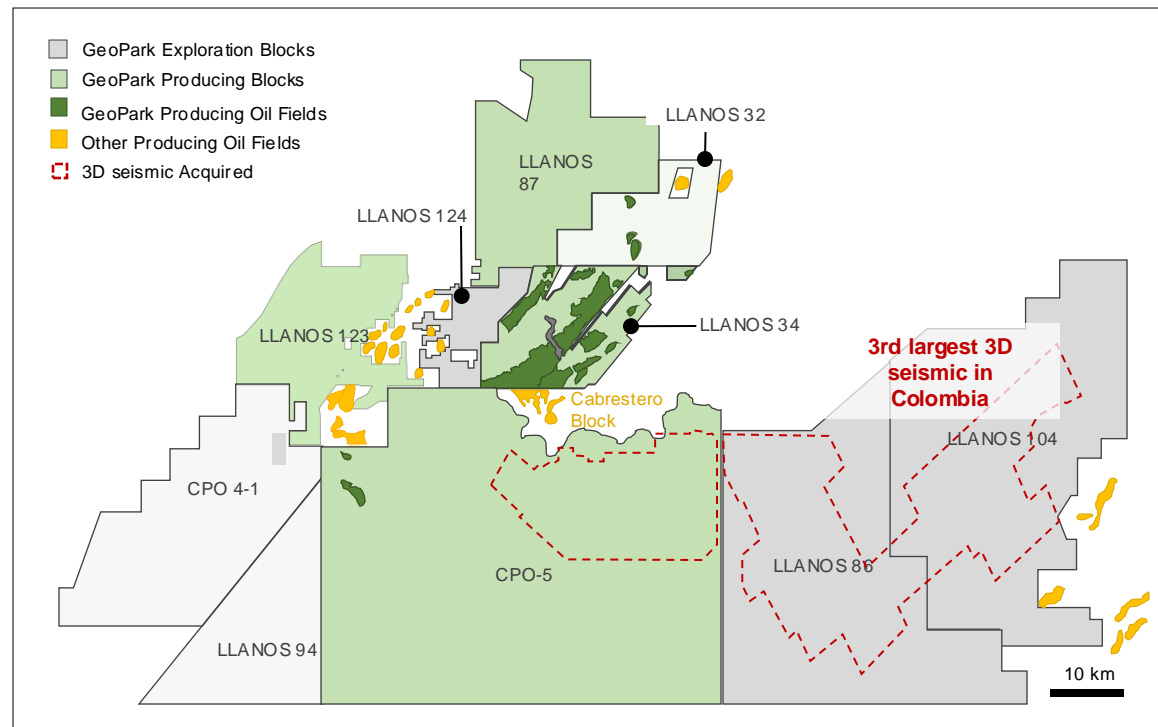 GeoPark Exploration Blocks
GeoPark Producing Blocks
GeoPark Producing Oil Fields
Other Producing Oil Fields
3D seismic Acquired
LLANOS 32
LLANOS
87
LLANOS 124
LLANOS 123
LLANOS 34
3rd largest 3D
seismic in
Colombia
Cabrestero
Block
LLANOS 104
CPO 4-1
CPO-5
LLANOS 86
LLANOS 94
10 km